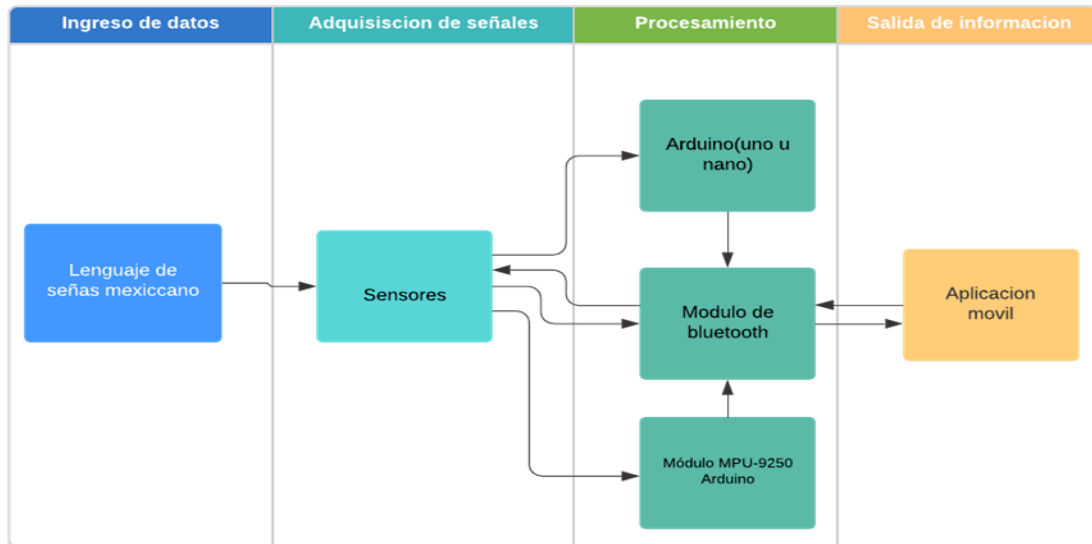 Ingreso de datos
Adquisiscion de señales
Procesamiento
Salida de informacion
Lenguaje de
señas mexiccano
Sensores
Arduino(uno u
nano)
Modulo de
bluetooth
Módulo MPU-9250
Arduino
Aplicacion
movil